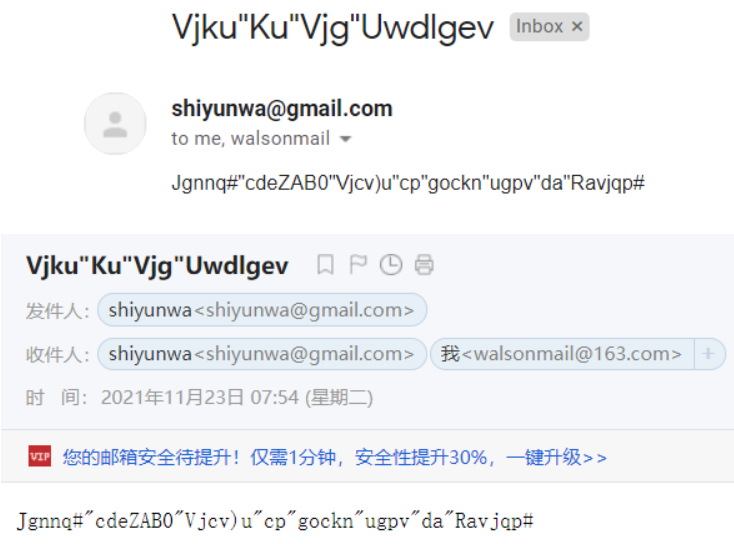 Vjku"Ku"Vjg"Uwdlgev Inbox ×
shiyunwa@gmail.com
to me, walsonmail
Jgnnq#"cdeZAB0"Vjcv)u"cp"gockn"ugpv"da"Ravjqp#
Vjku"Ku"Vjg"Uwdlgev
发件人： shiyunwa<shiyunwa@gmail.com>
收件人： shiyunwa<shiyunwa@gmail.com> 我<walsonmail@163.com> +
时 间： 2021年11月23日 07:54 (星期二)
VIP 您的邮箱安全待提升！仅需1分钟，安全性提升30%，一键升级>>
Jgnnq#"cdeZAB0"Vjcv)u"cp"gockn"ugpv"da"Ravjqp#